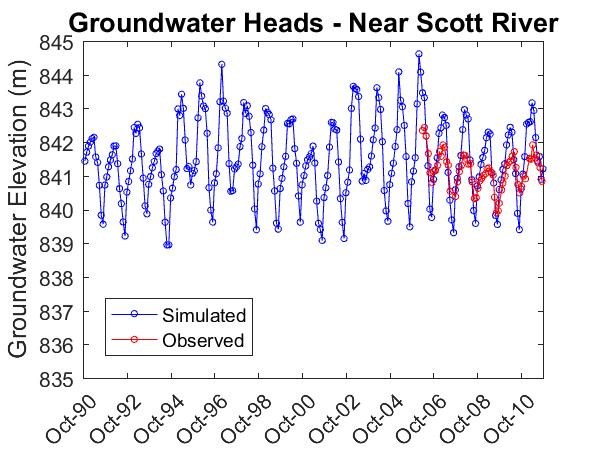 Groundwater Heads - Near Scott River
Groundwater Elevation (m)
845
844
843
842
841
840
839
838
837
836
835
Simulated
Observed
Oct-90
Oct-92
Oct-94
Oct-96
Oct-98
Oct-00
Oct-02
Oct-04
Oct-06
Oct-08
Oct-10